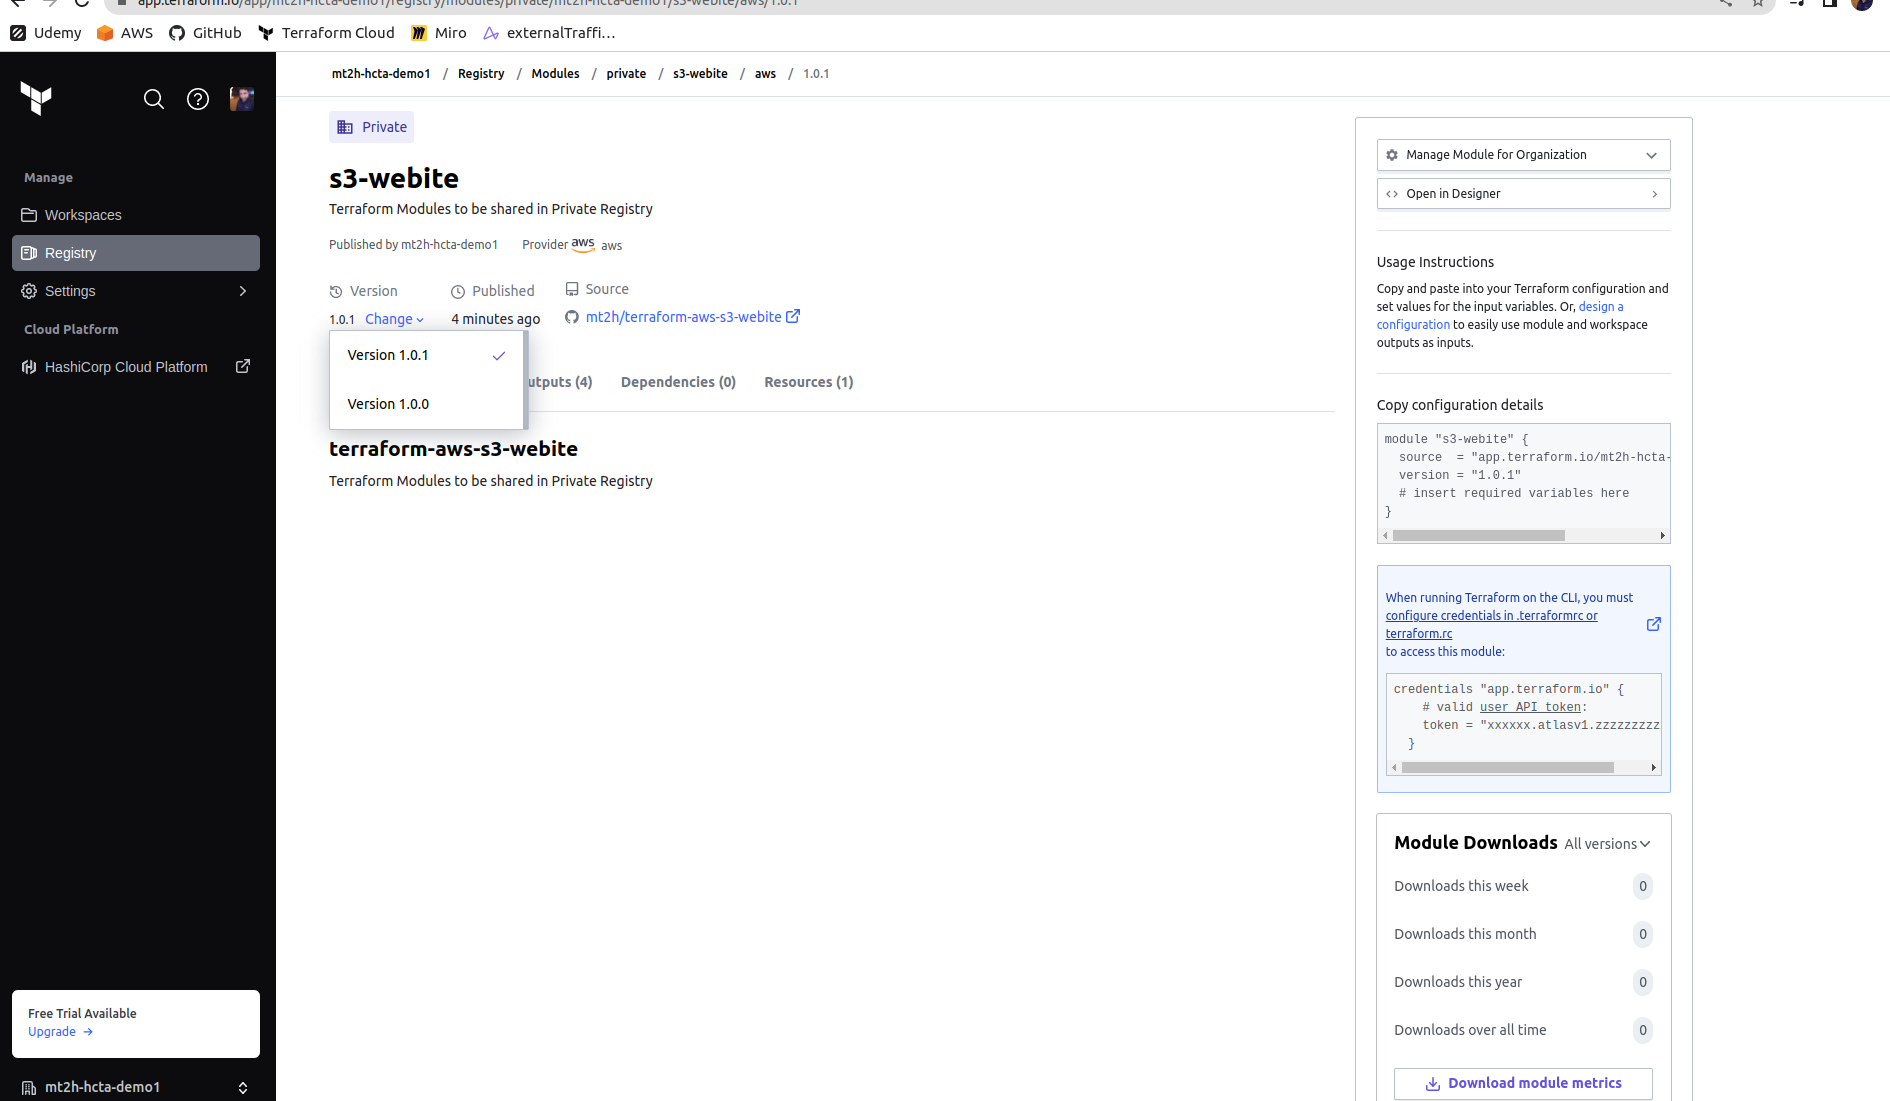 app.terraform.io/app/mt2h-hcta-demo1/registry/modules/private/mt2h-hcta-demo1/s3-webite/aws/1.0.1
Udemy AWS GitHub Terraform Cloud Miro externalTraffi...
mt2h-hcta-demo1 / Registry / Modules / private / s3-webite / aws / 1.0.1
Manage
Workspaces
Registry
Settings
Cloud Platform
HashiCorp Cloud Platform
Free Trial Available
Upgrade →
mt2h-hcta-demo1
Private
s3-webite
Terraform Modules to be shared in Private Registry
Published by mt2h-hcta-demo1 Provider aws aws
Version Published Source
1.0.1 Change 4 minutes ago mt2h/terraform-aws-s3-webite
Version 1.0.1
Version 1.0.0
utputs (4) Dependencies (0) Resources (1)
terraform-aws-s3-webite
Terraform Modules to be shared in Private Registry
Manage Module for Organization
Open in Designer
Usage Instructions
Copy and paste into your Terraform configuration and
set values for the input variables. Or, design a
configuration to easily use module and workspace
outputs as inputs.
Copy configuration details
module "s3-webite" {
source = "app.terraform.io/mt2h-hcta-
version = "1.0.1"
# insert required variables here
}
When running Terraform on the CLI, you must
configure credentials in .terraformrc or
terraform.rc
to access this module:
credentials "app.terraform.io" {
# valid user API token:
token = "xxxxxx.atlasv1.zzzzzzzzz
}
Module Downloads All versions
Downloads this week 0
Downloads this month 0
Downloads this year 0
Downloads over all time 0
Download module metrics